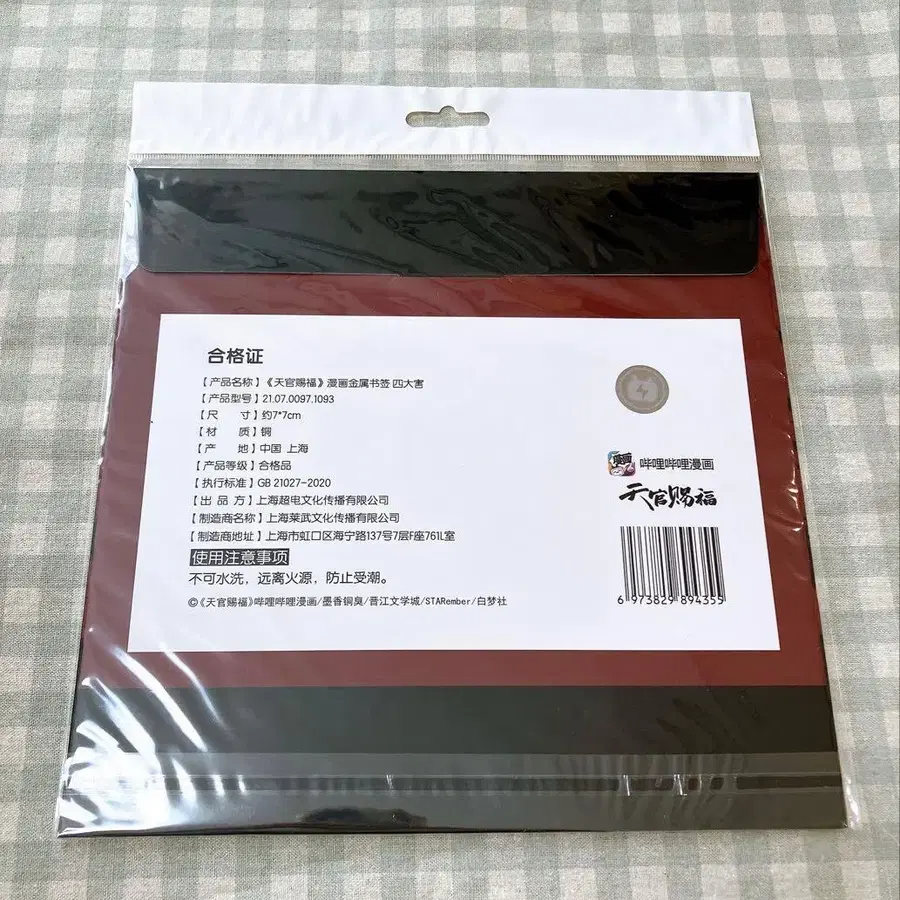 合格证
【产品名称】《天官赐福》漫画金属书签 四大害
【产品型号】21.07.0097.1093
【尺 寸】约7*7cm
【材 质】铜
【产 地】中国 上海
【产品等级】合格品
【执行标准】GB 21027-2020
【出 品 方】上海超电文化传播有限公司
【制造商名称】上海莱武文化传播有限公司
【制造商地址】上海市虹口区海宁路137号7层F座761L室
使用注意事项
不可水洗，远离火源，防止受潮。
©《天官赐福》哔哩哔哩漫画/墨香铜臭/晋江文学城/STARember/白梦社
漫画
哔哩哔哩漫画
天官赐福
6 973829 894355